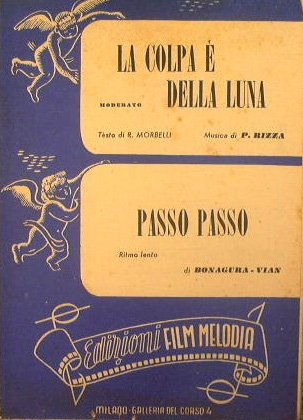 LA COLPA È
DELLA LUNA
MODERATO
Testo di R. MORBELLI Musica di P. RIZZA
PASSO PASSO
Ritmo lento
di BONAGURA - VIAN
Edizioni FILM MELODIA
MILANO - GALLERIA DEL CORSO 4